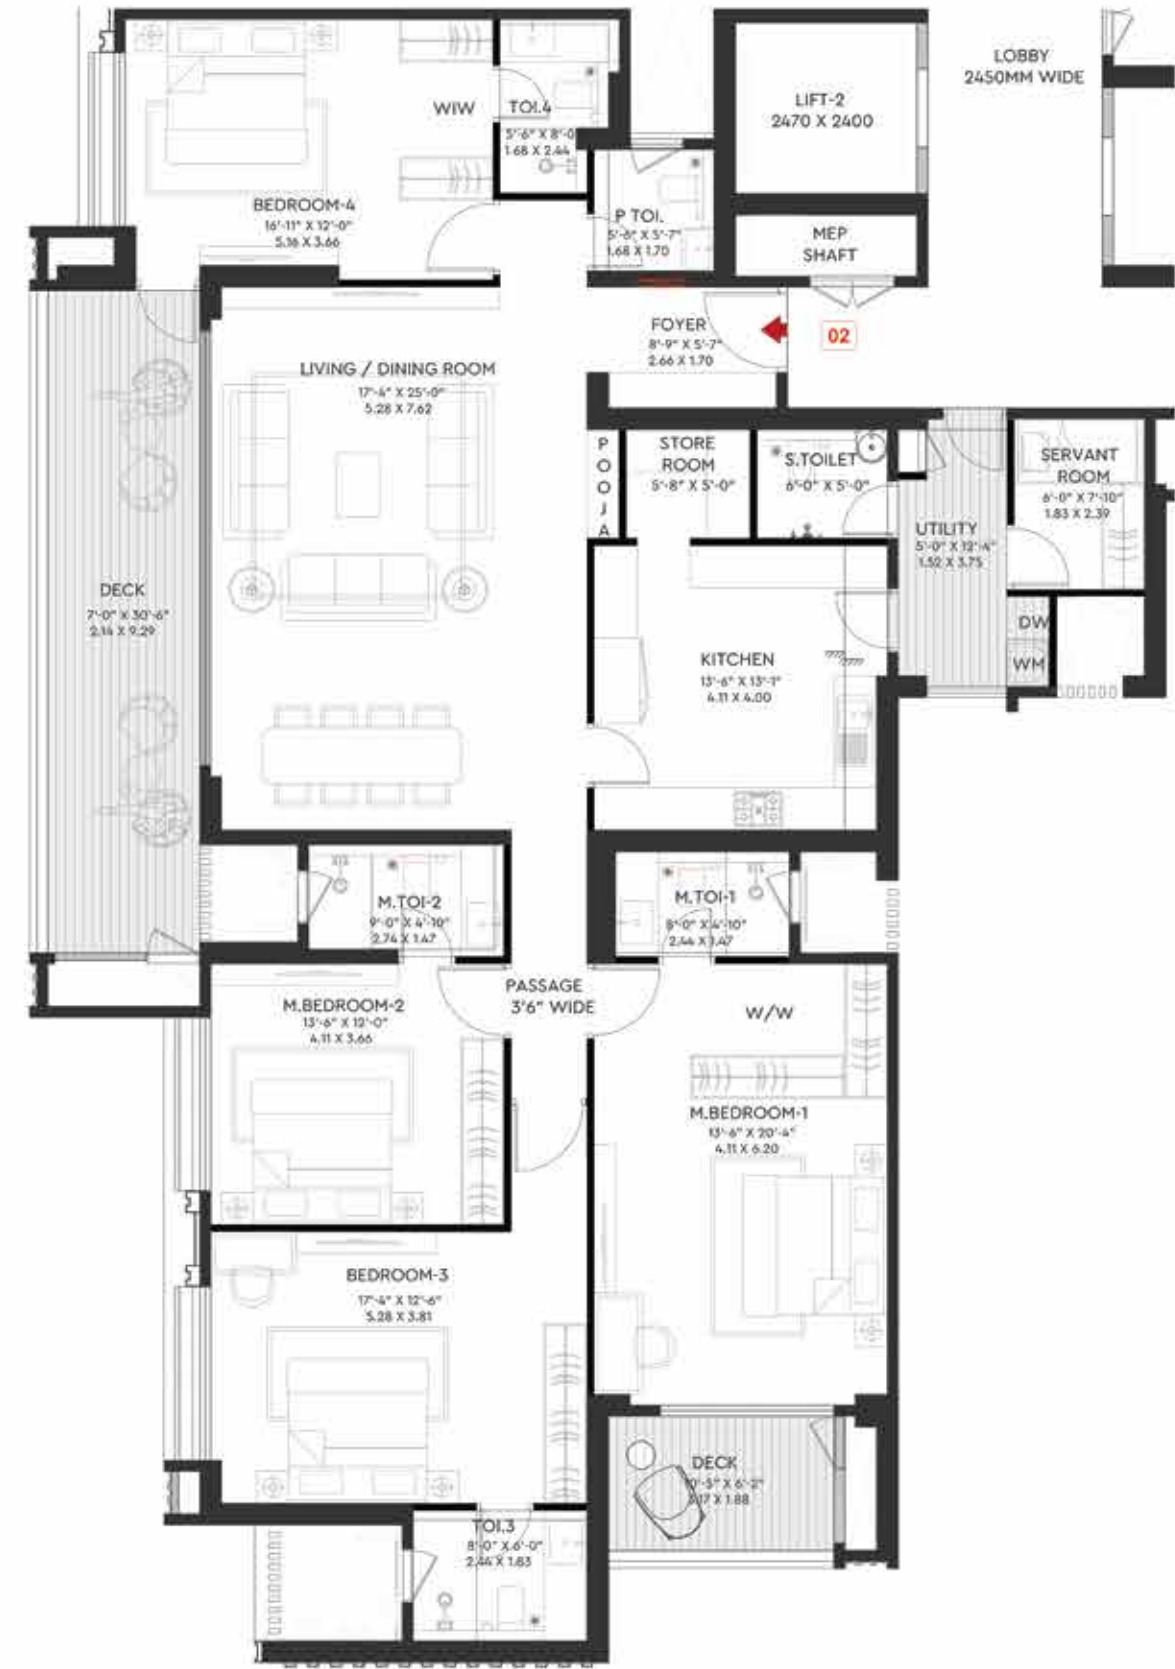 LOBBY
2450MM WIDE
LIFT-2
2470 X 2400
WIW
TOI.4
5'-6" X 8'-0
1.68 X 2.44
BEDROOM-4
16'-11" X 12'-0"
5.16 X 3.66
P TOI.
5'-6" X 5'-7"
1.68 X 1.70
MEP
SHAFT
FOYER
8'-9" X 5'-7"
2.66 X 1.70
02
LIVING / DINING ROOM
17'-4" X 25'-0"
5.28 X 7.62
POOJA
STORE
ROOM
5'-8" X 5'-0"
S.TOILET
6'-0" X 5'-0"
SERVANT
ROOM
6'-0" X 7'-10"
1.83 X 2.39
UTILITY
5'-0" X 12'-4"
1.52 X 3.75
DECK
7'-0" X 30'-6"
2.14 X 9.29
DW
WM
KITCHEN
13'-6" X 13'-1"
4.11 X 4.00
M.TOI-2
9'-0" X 4'-10"
2.74 X 1.47
M.TOI-1
8'-0" X 4'-10"
2.44 X 1.47
PASSAGE
3'6" WIDE
M.BEDROOM-2
13'-6" X 12'-0"
4.11 X 3.66
W/W
M.BEDROOM-1
13'-6" X 20'-4"
4.11 X 6.20
BEDROOM-3
17'-4" X 12'-6"
5.28 X 3.81
DECK
0'-5" X 6'-2"
3.17 X 1.88
TOI.3
8'-0" X 6'-0"
2.44 X 1.83